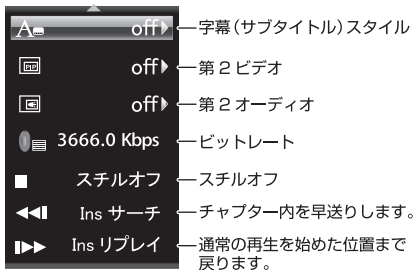 A off 字幕(サブタイトル)スタイル
PIP off 第2ビデオ
off 第2オーディオ
3666.0 Kbps ビットレート
スチルオフ スチルオフ
Ins サーチ チャプター内を早送りします。
Ins リプレイ 通常の再生を始めた位置まで
戻ります。